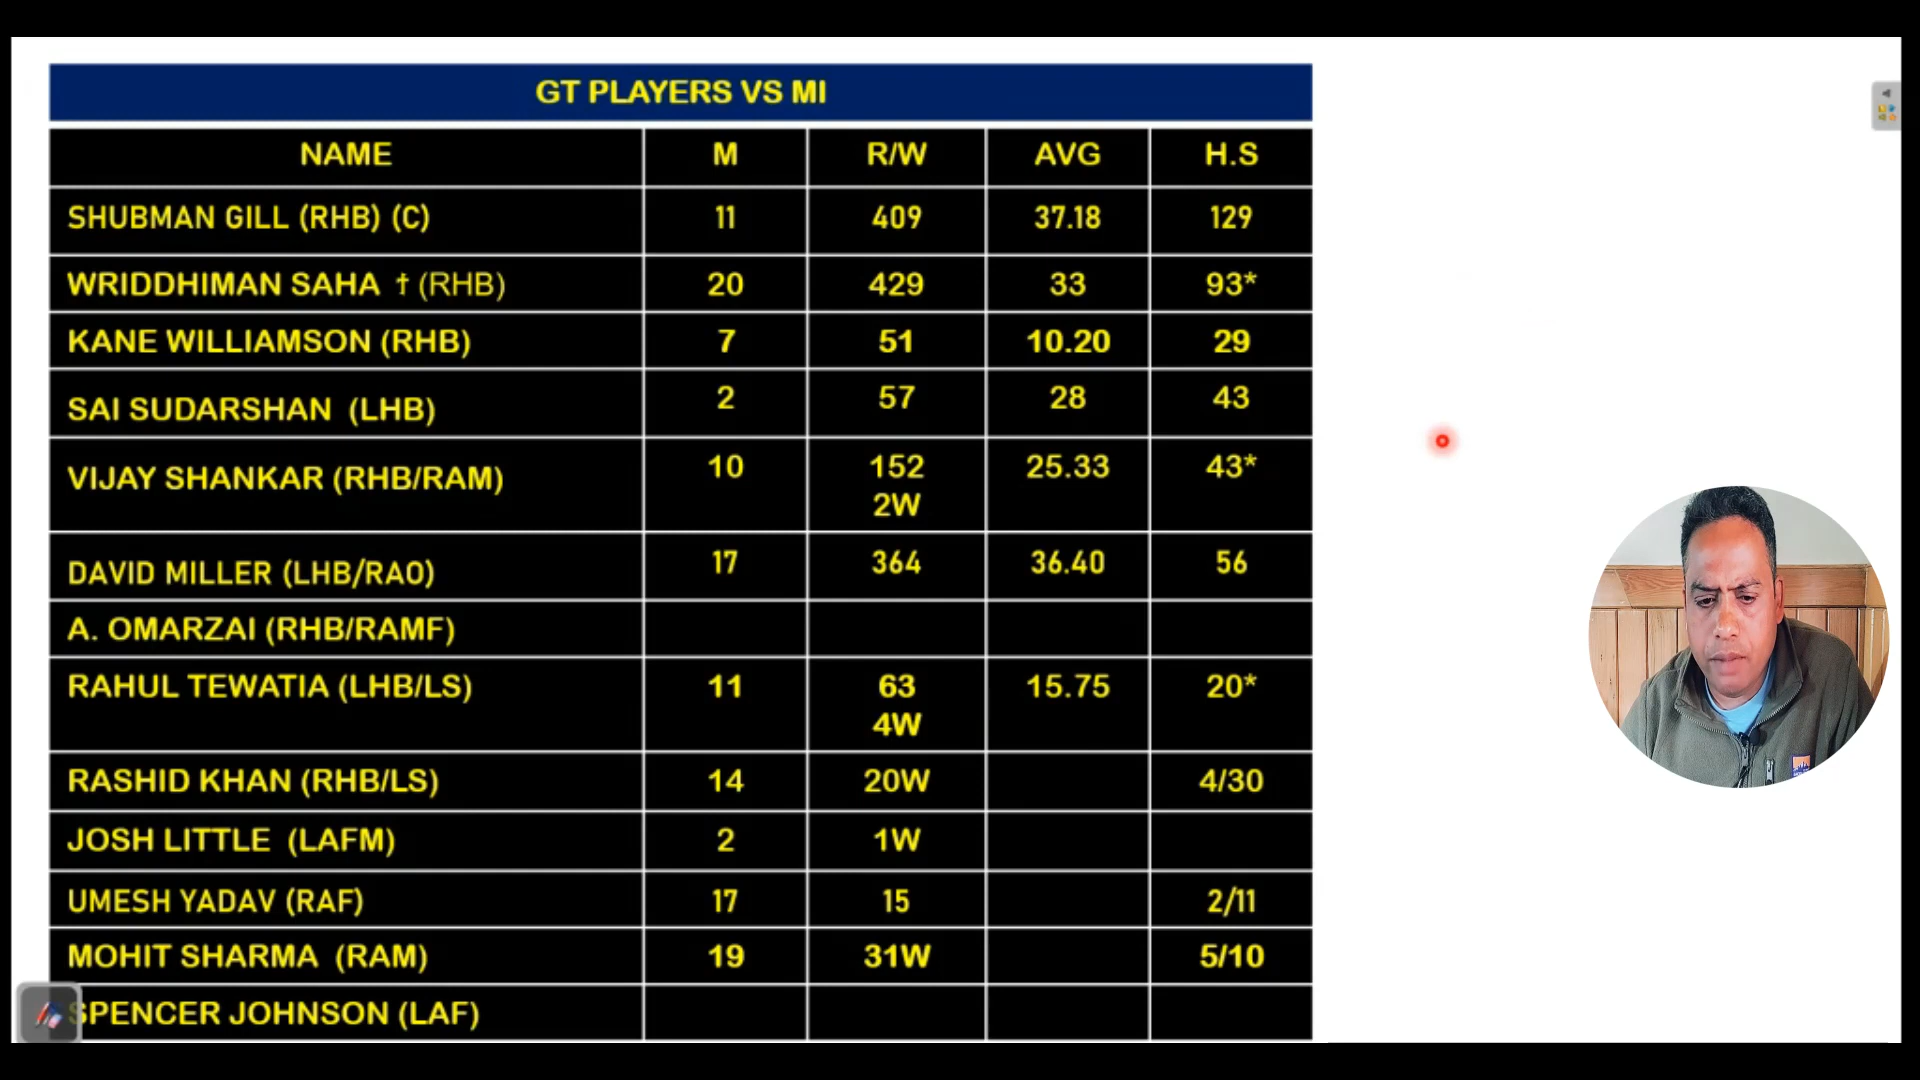 GT PLAYERS VS MI
NAME M R/W AVG H.S
SHUBMAN GILL (RHB) (C) 11 409 37.18 129
WRIDDHIMAN SAHA † (RHB) 20 429 33 93*
KANE WILLIAMSON (RHB) 7 51 10.20 29
SAI SUDARSHAN (LHB) 2 57 28 43
VIJAY SHANKAR (RHB/RAM) 10 152 25.33 43*
2W
DAVID MILLER (LHB/RAO) 17 364 36.40 56
A. OMARZAI (RHB/RAMF)
RAHUL TEWATIA (LHB/LS) 11 63 15.75 20*
4W
RASHID KHAN (RHB/LS) 14 20W 4/30
JOSH LITTLE (LAFM) 2 1W
UMESH YADAV (RAF) 17 15 2/11
MOHIT SHARMA (RAM) 19 31W 5/10
SPENCER JOHNSON (LAF)